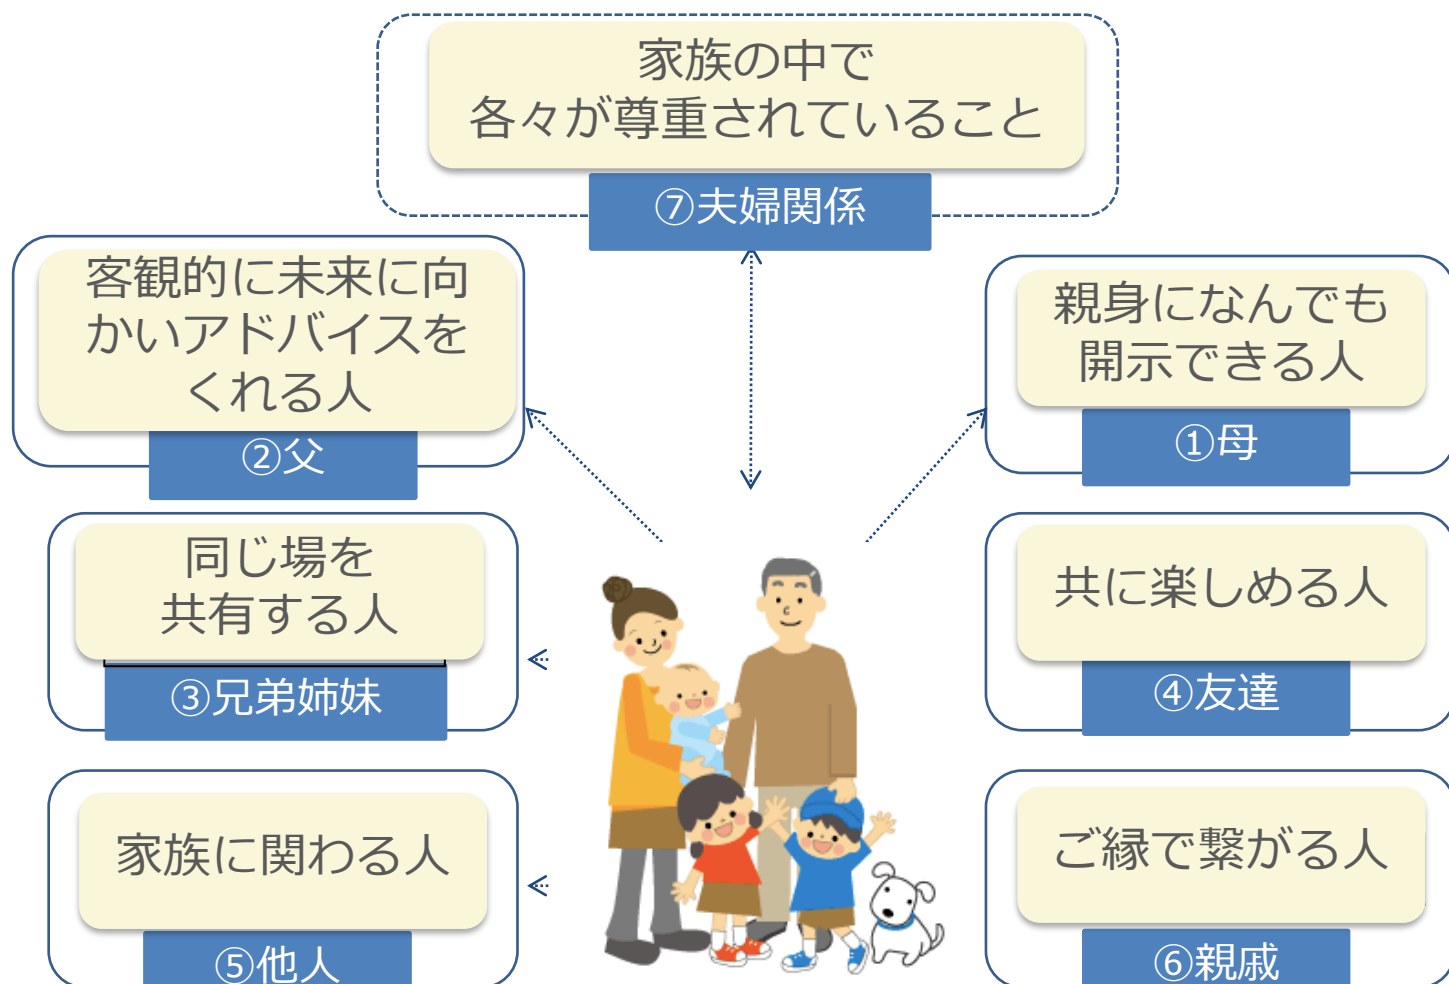 家族の中で
各々が尊重されていること
⑦夫婦関係
客観的に未来に向
かいアドバイスを
くれる人
②父
親身になんでも
開示できる人
①母
同じ場を
共有する人
③兄弟姉妹
共に楽しめる人
④友達
家族に関わる人
⑤他人
ご縁で繋がる人
⑥親戚